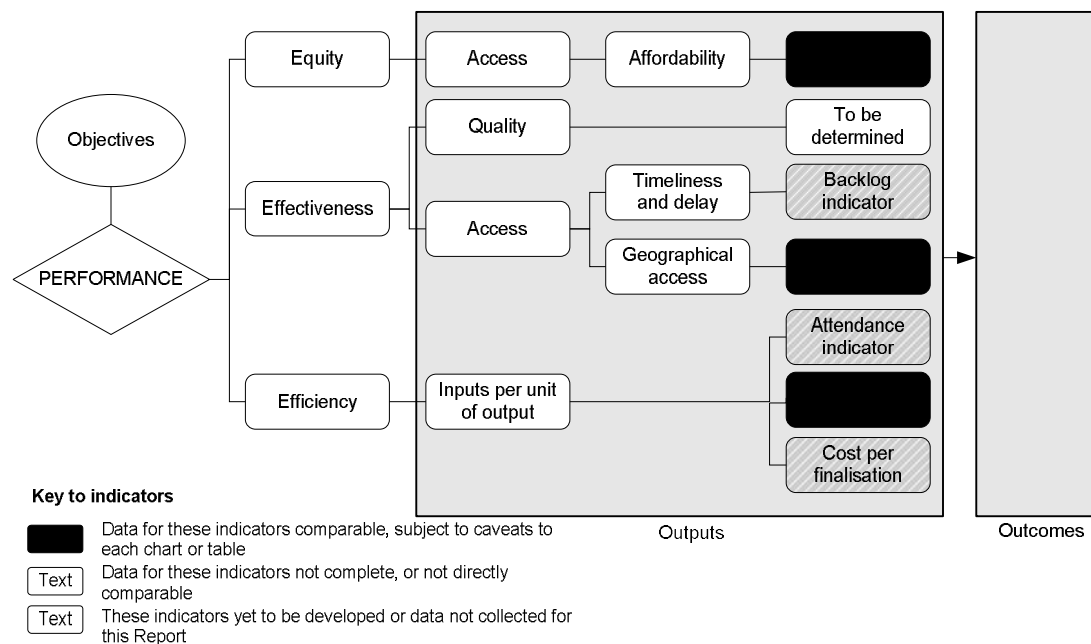 Equity
Access
Affordability
Objectives
Quality
To be
determined
Effectiveness
Access
Timeliness
and delay
Backlog
indicator
Geographical
access
PERFORMANCE
Attendance
indicator
Efficiency
Inputs per unit
of output
Cost per
finalisation
Outputs
Outcomes
Key to indicators
Data for these indicators comparable, subject to caveats to
each chart or table
Text
Data for these indicators not complete, or not directly
comparable
Text
These indicators yet to be developed or data not collected for
this Report